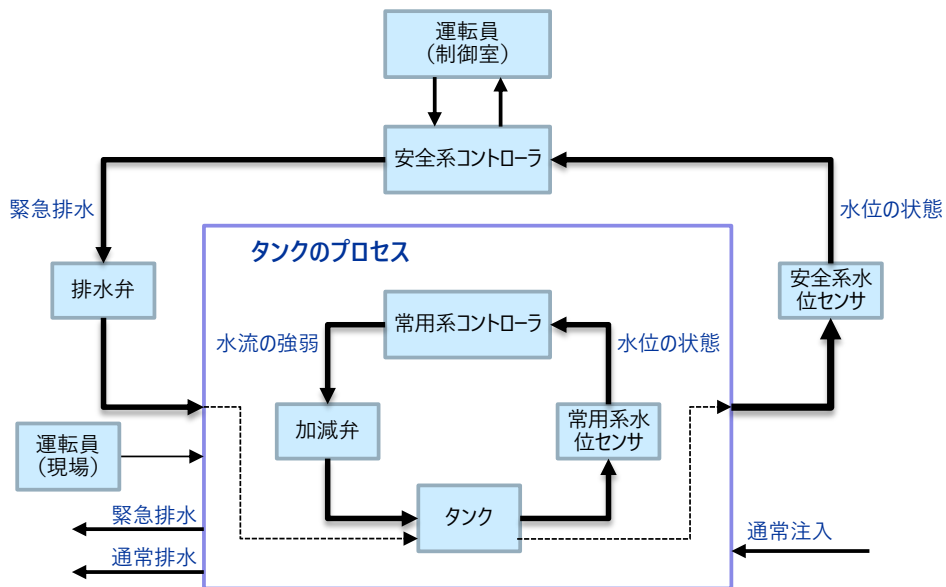 運転員
（制御室）
安全系コントローラ
緊急排水
水位の状態
タンクのプロセス
排水弁
安全系水
位センサ
常用系コントローラ
水流の強弱
水位の状態
加減弁
常用系水
位センサ
運転員
（現場）
タンク
緊急排水
通常排水
通常注入